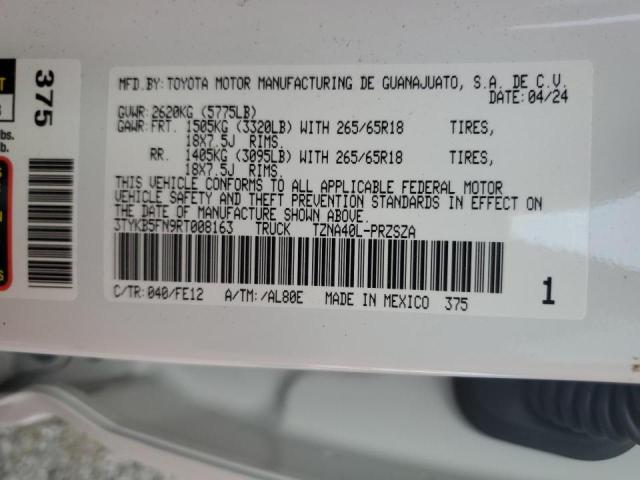 375
MFD.BY:TOYOTA MOTOR MANUFACTURING DE GUANAJUATO, S.A. DE C.V.
DATE:04/24
GVWR:2620KG (5775LB)
GAWR:FRT. 1505KG (3320LB) WITH 265/65R18 TIRES,
18X7.5J RIMS.
RR. 1405KG (3095LB) WITH 265/65R18 TIRES,
18X7.5J RIMS.
THIS VEHICLE CONFORMS TO ALL APPLICABLE FEDERAL MOTOR
VEHICLE SAFETY AND THEFT PREVENTION STANDARDS IN EFFECT ON
THE DATE OF MANUFACTURE SHOWN ABOVE.
3TYKB5FN9RT008163 TRUCK TZNA40L-PRZSZA
C/TR:040/FE12 A/TM:/AL80E MADE IN MEXICO 375
1
lbs.
lb.